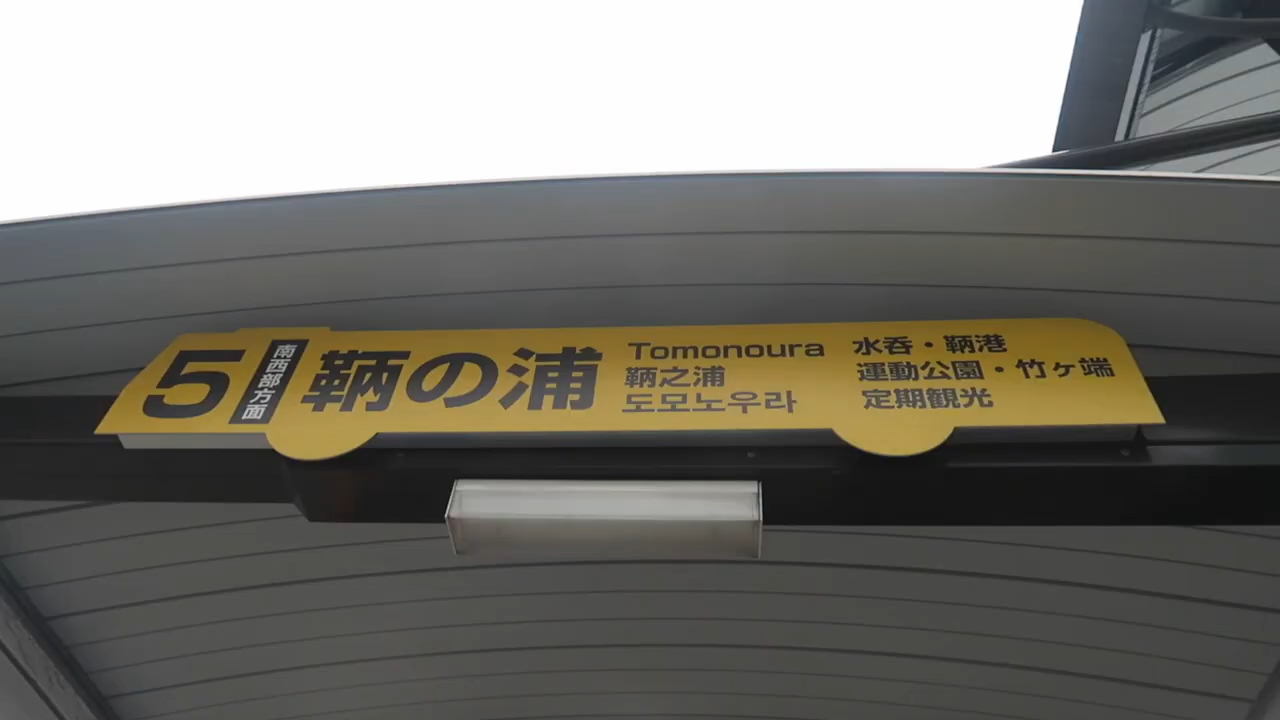 5
南西部方面
鞆の浦
Tomonoura
鞆之浦
도모노우라
水呑・鞆港
運動公園・竹ヶ端
定期観光